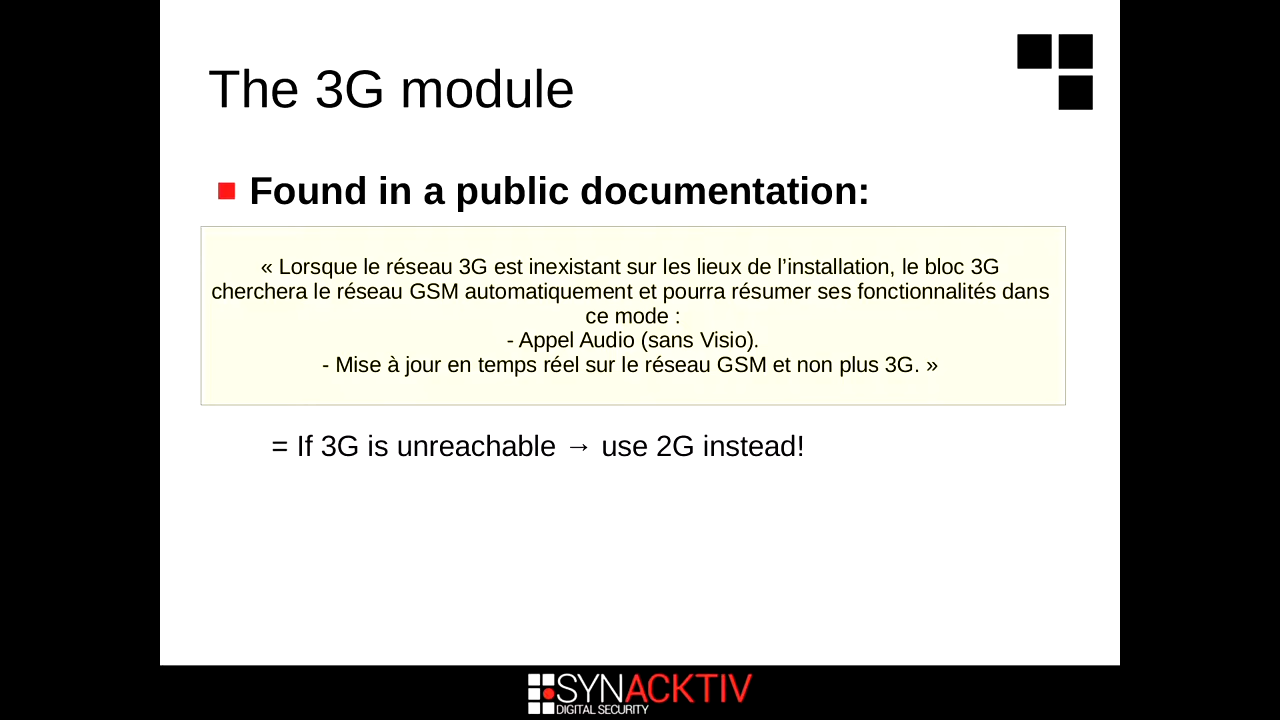 The 3G module
Found in a public documentation:
« Lorsque le réseau 3G est inexistant sur les lieux de l’installation, le bloc 3G
cherchera le réseau GSM automatiquement et pourra résumer ses fonctionnalités dans
ce mode :
- Appel Audio (sans Visio).
- Mise à jour en temps réel sur le réseau GSM et non plus 3G. »
= If 3G is unreachable → use 2G instead!
SYNACKTIV
DIGITAL SECURITY